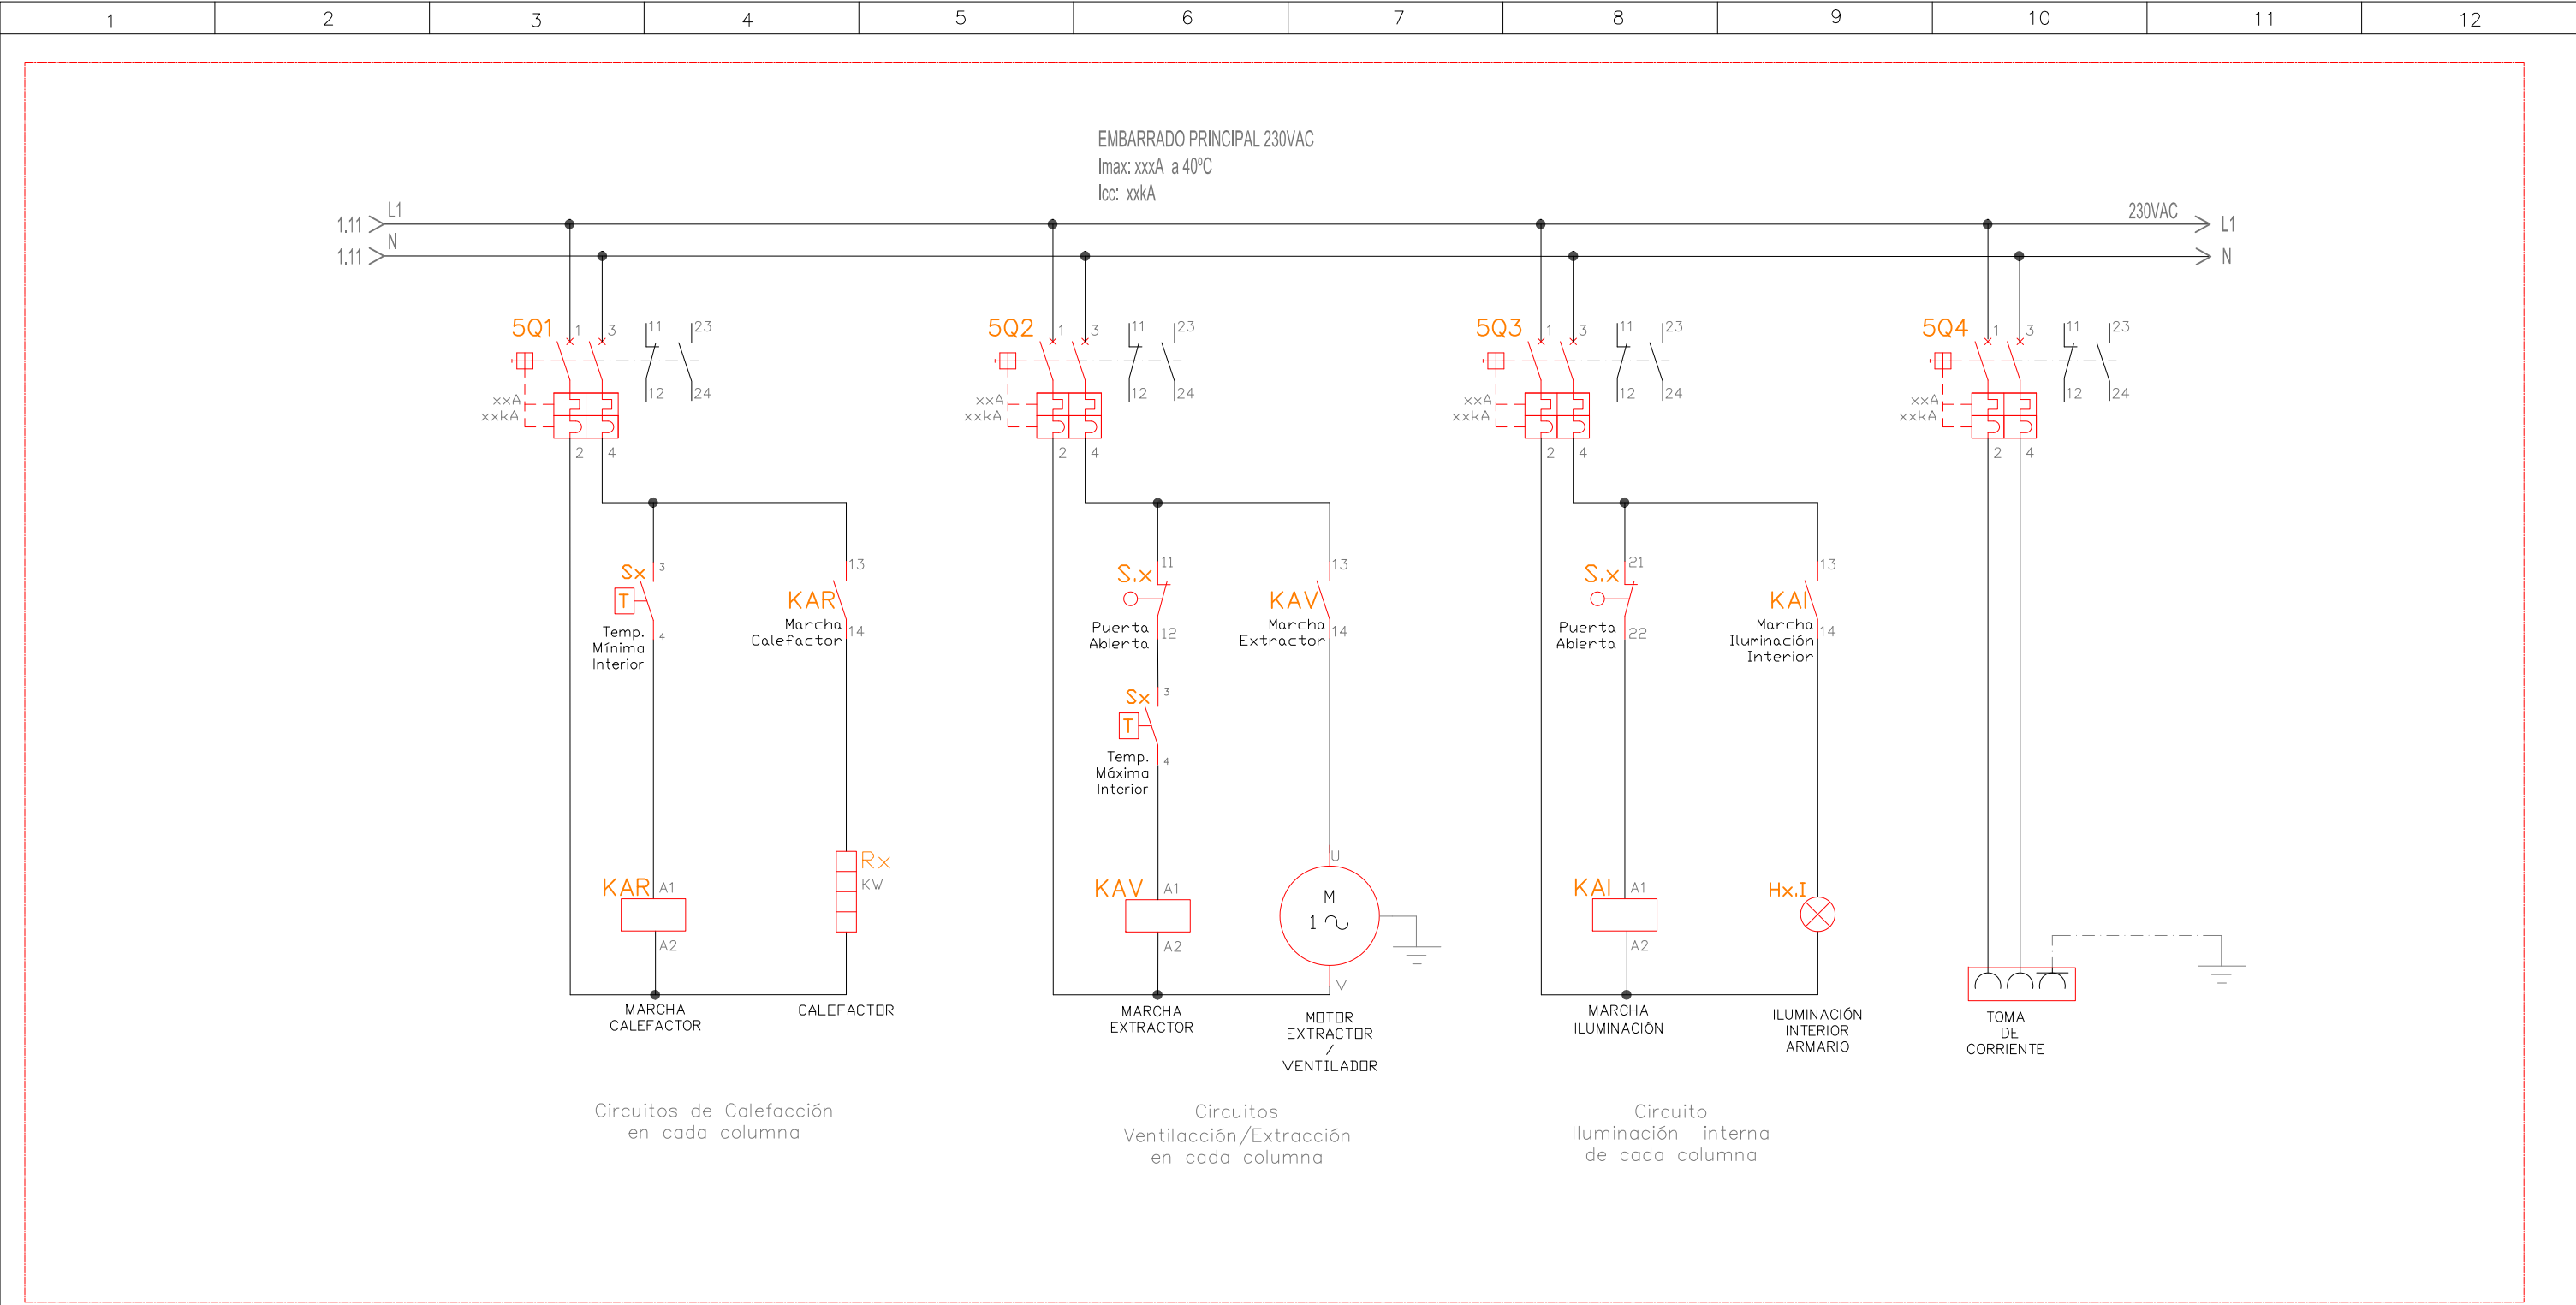 1 2 3 4 5 6 7 8 9 10 11 12
EMBARRADO PRINCIPAL 230VAC
Imax: xxxA a 40ºC
Icc: xxkA
1.11 L1
230VAC L1
1.11 N
N
5Q1 1 3 11 23
xxA
xxkA
12 24
2 4
5Q2 1 3 11 23
xxA
xxkA
12 24
2 4
5Q3 1 3 11 23
xxA
xxkA
12 24
2 4
5Q4 1 3 11 23
xxA
xxkA
12 24
2 4
Sx 3
T
Temp. 4
Mínima
Interior
13
KAR
Marcha 14
Calefactor
KAR A1
A2
Rx
KW
MARCHA
CALEFACTOR
CALEFACTOR
S.x 11
Puerta 12
Abierta
Sx 3
T
Temp. 4
Máxima
Interior
13
KAV
Marcha 14
Extractor
KAV A1
A2
U
M
1
V
MARCHA
EXTRACTOR
MOTOR
EXTRACTOR
/
VENTILADOR
S.x 21
Puerta 22
Abierta
13
KAI
Marcha 14
Iluminación
Interior
KAI A1
A2
Hx.I
MARCHA
ILUMINACIÓN
ILUMINACIÓN
INTERIOR
ARMARIO
TOMA
DE
CORRIENTE
Circuitos de Calefacción
en cada columna
Circuitos
Ventilacción/Extracción
en cada columna
Circuito
Iluminación interna
de cada columna